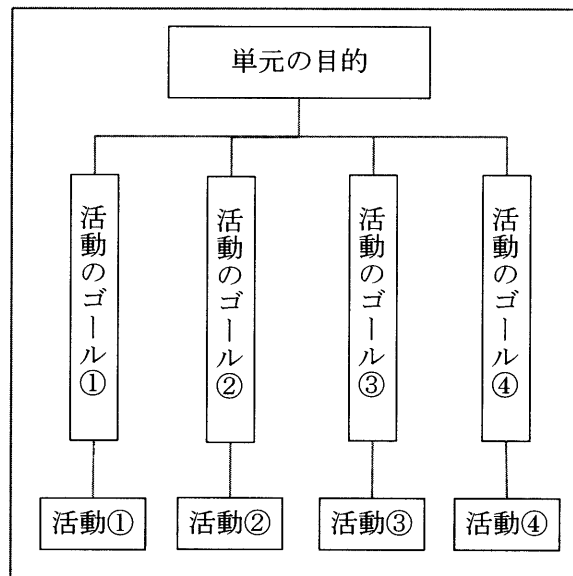 単元の目的
活動のゴール①
活動のゴール②
活動のゴール③
活動のゴール④
活動①
活動②
活動③
活動④